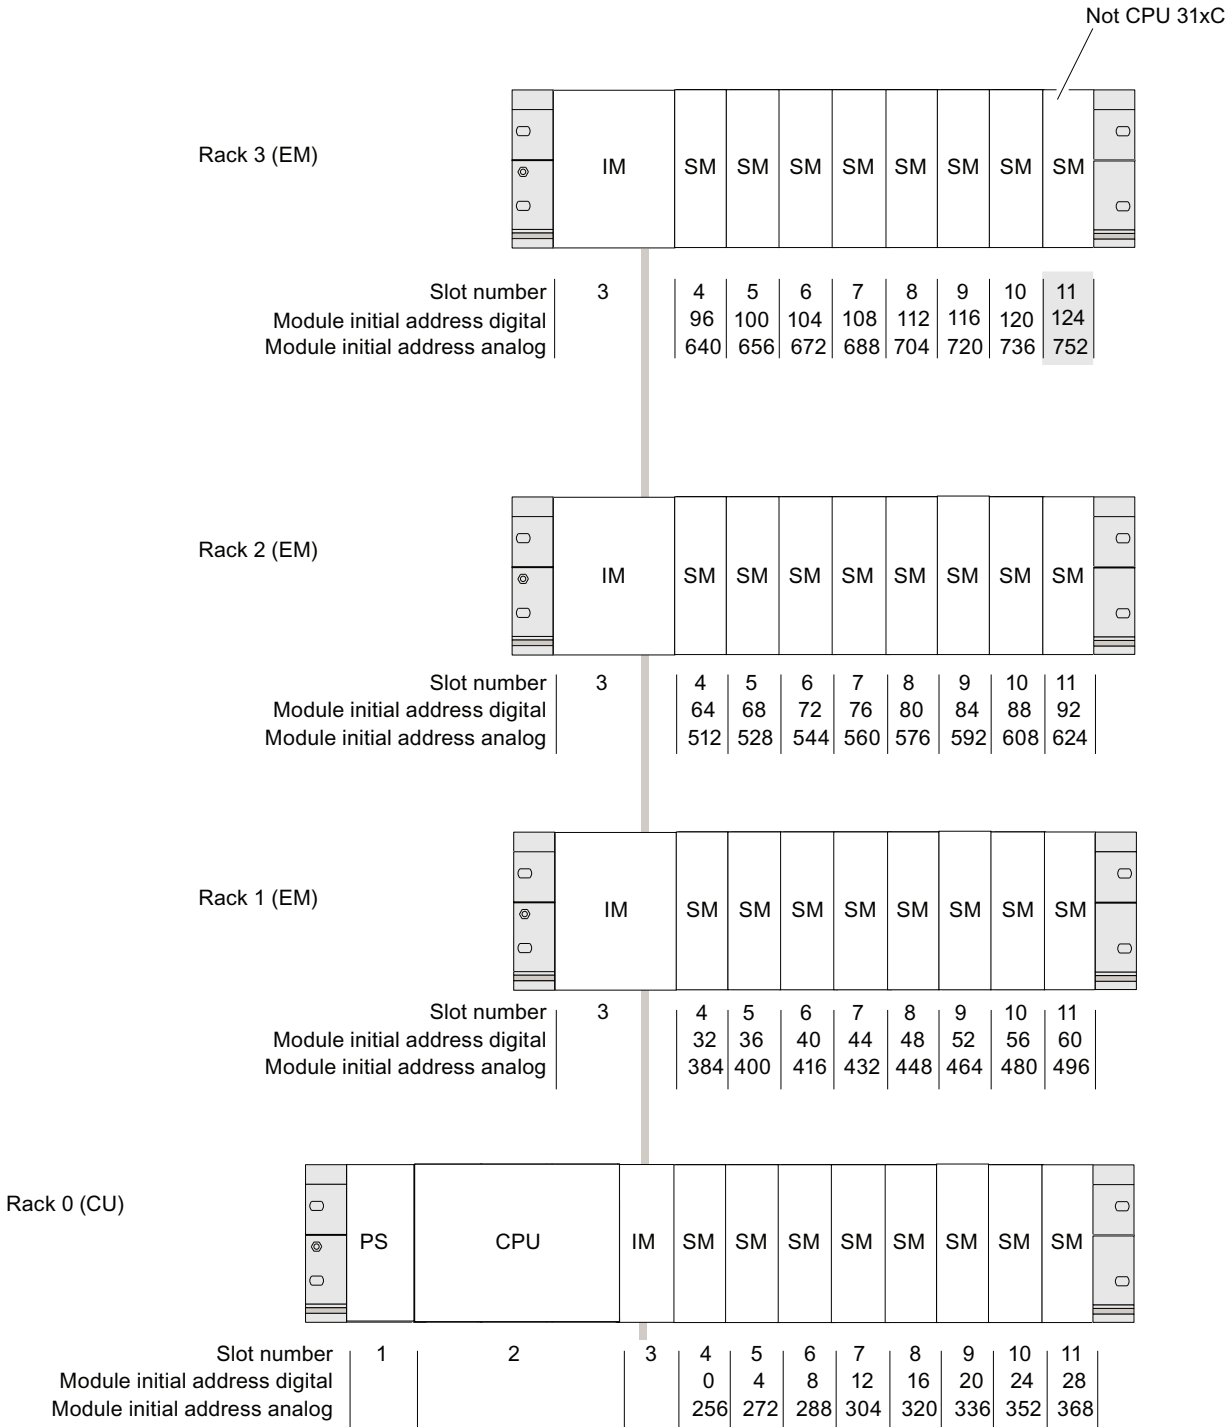 Not CPU 31xC
Rack 3 (EM)
IM SM SM SM SM SM SM SM SM
Slot number 3 4 5 6 7 8 9 10 11
Module initial address digital 96 100 104 108 112 116 120 124
Module initial address analog 640 656 672 688 704 720 736 752
Rack 2 (EM)
IM SM SM SM SM SM SM SM SM
Slot number 3 4 5 6 7 8 9 10 11
Module initial address digital 64 68 72 76 80 84 88 92
Module initial address analog 512 528 544 560 576 592 608 624
Rack 1 (EM)
IM SM SM SM SM SM SM SM SM
Slot number 3 4 5 6 7 8 9 10 11
Module initial address digital 32 36 40 44 48 52 56 60
Module initial address analog 384 400 416 432 448 464 480 496
Rack 0 (CU)
PS CPU IM SM SM SM SM SM SM SM SM
Slot number 1 2 3 4 5 6 7 8 9 10 11
Module initial address digital 0 4 8 12 16 20 24 28
Module initial address analog 256 272 288 304 320 336 352 368